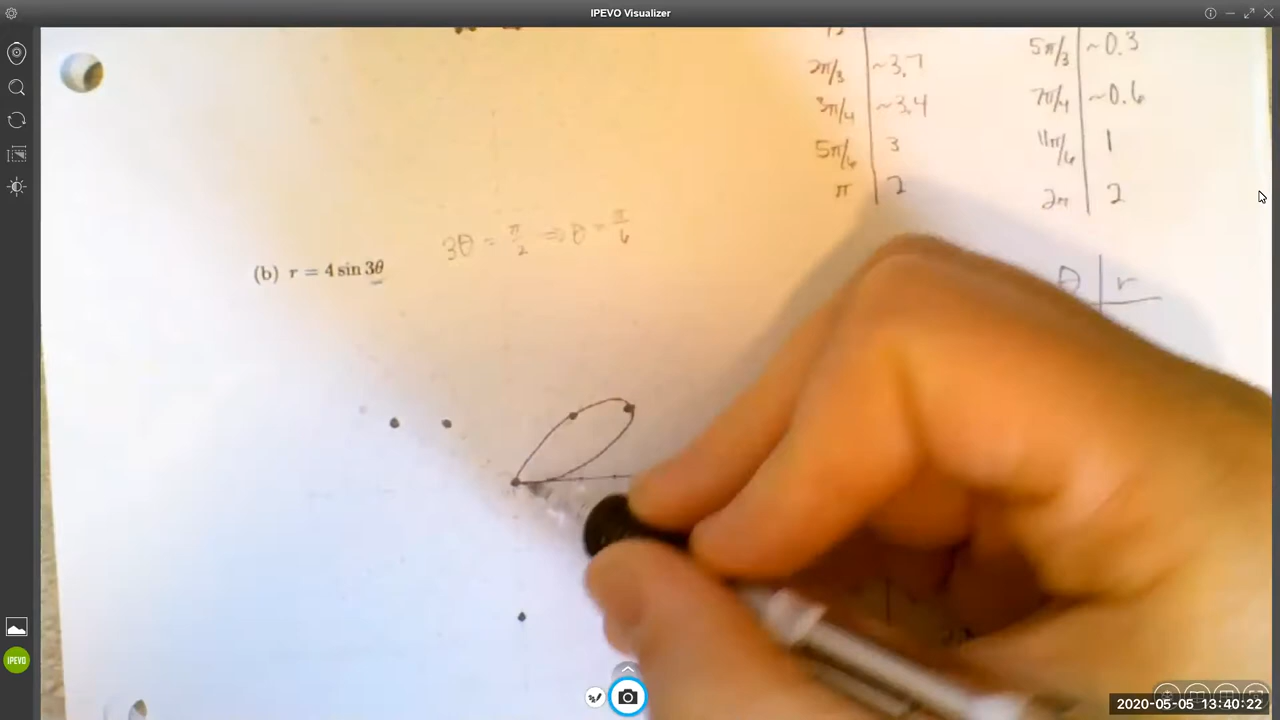 IPEVO Visualizer
2π/3 ~3.7
3π/4 ~3.4
5π/6 3
π 2
5π/3 ~0.3
7π/4 ~0.6
11π/6 1
2π 2
3θ = π/2 ⇒ θ = π/6
(b) r = 4 sin 3θ
θ r
IPEVO
2020-05-05 13:40:22